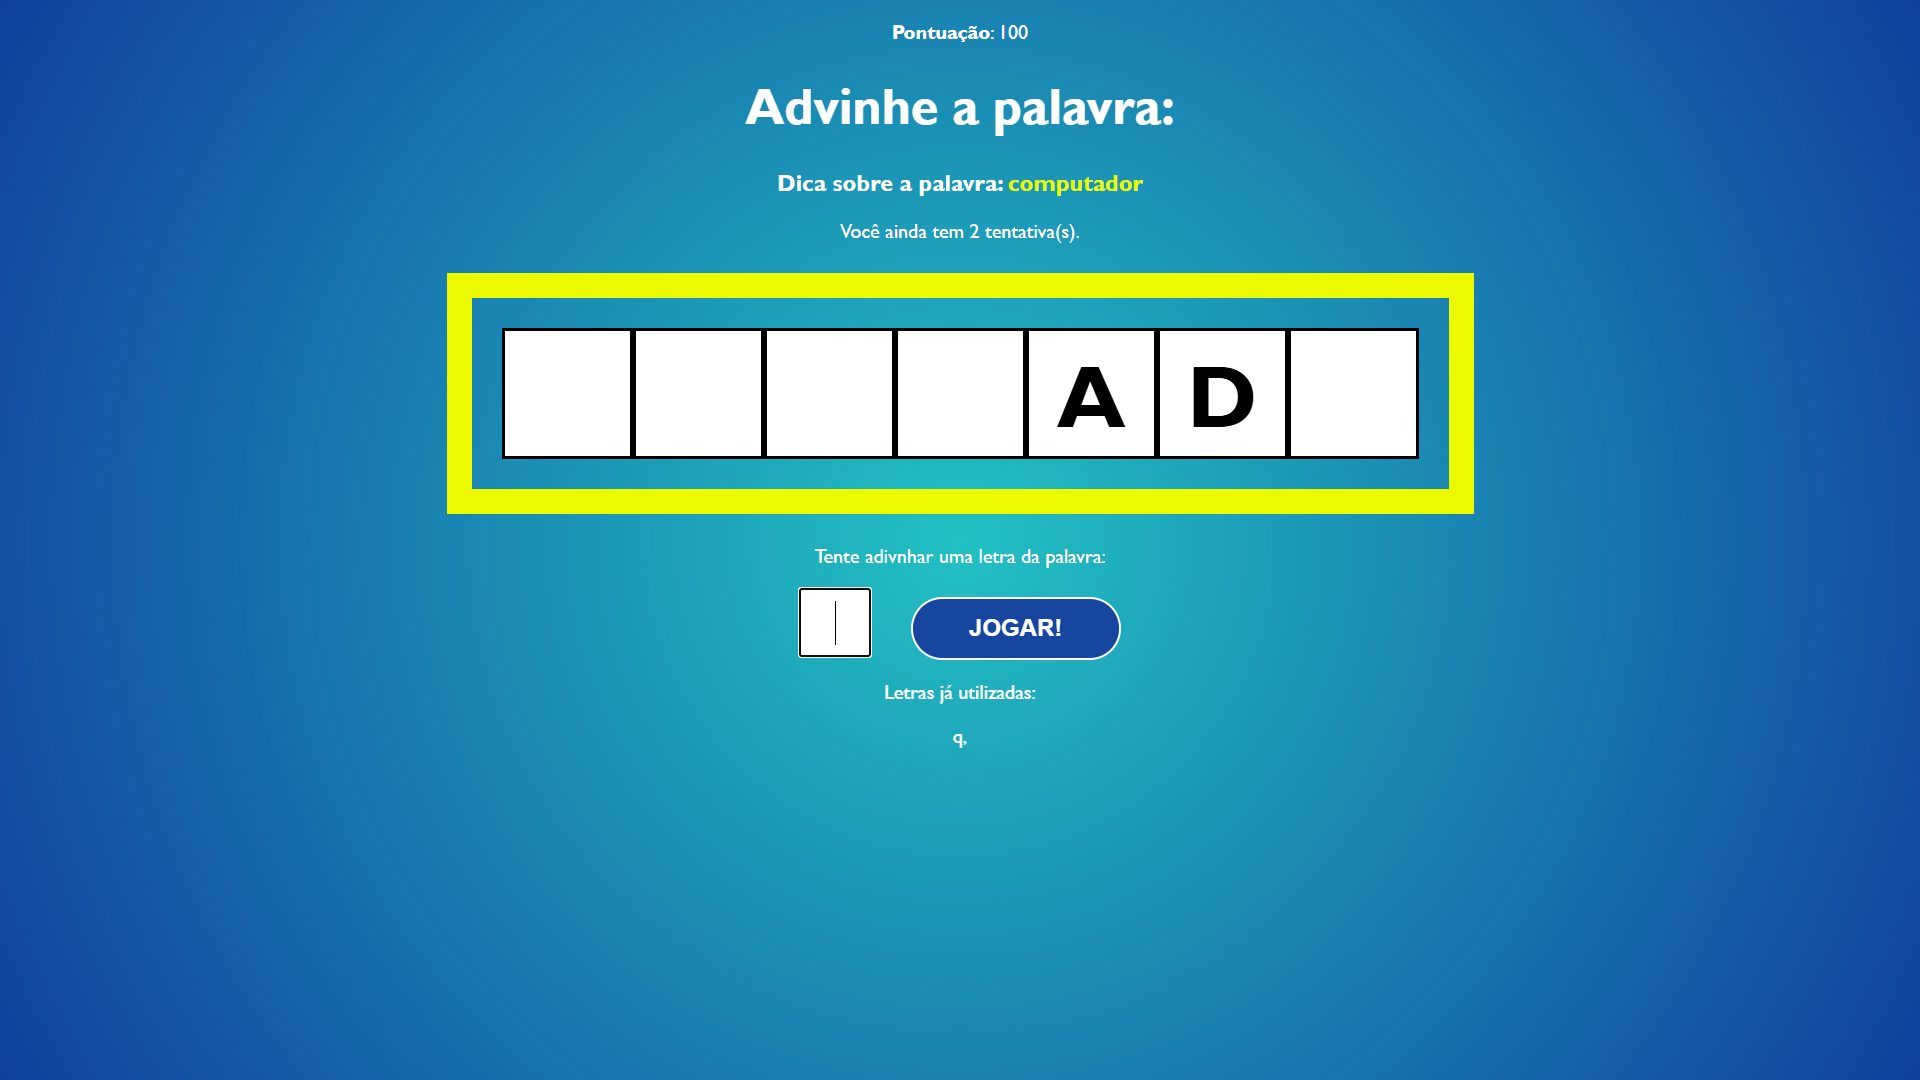 Pontuação: 100
Advinhe a palavra:
Dica sobre a palavra: computador
Você ainda tem 2 tentativa(s).
A D
Tente adivnhar uma letra da palavra:
JOGAR!
Letras já utilizadas:
q,